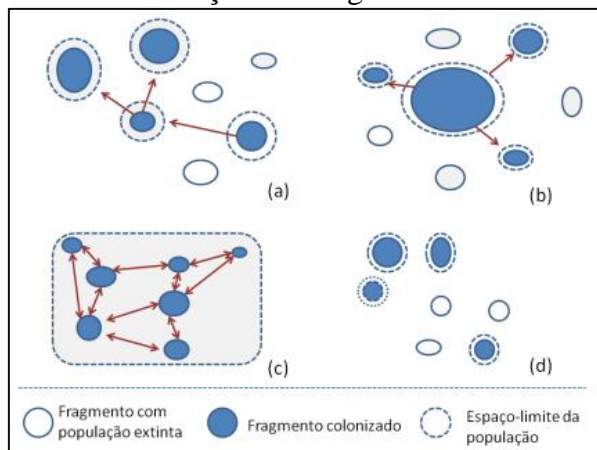 (a)
(b)
(c)
(d)
Fragmento com
população extinta
Fragmento colonizado
Espaço-limite da
população